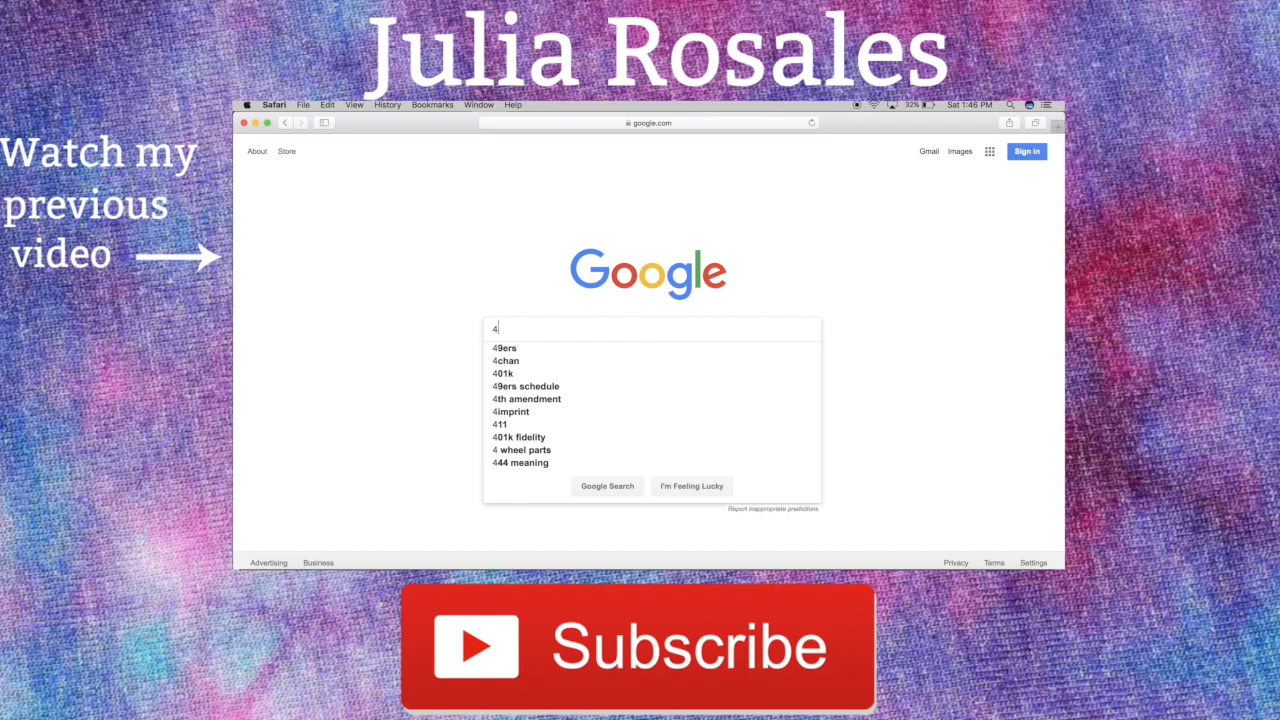 Julia Rosales
Watch my
previous
video
Safari File Edit View History Bookmarks Window Help 32% Sat 1:46 PM
google.com
About Store Gmail Images Sign in
Google
4
49ers
4chan
401k
49ers schedule
4th amendment
4imprint
411
401k fidelity
4 wheel parts
444 meaning
Google Search I'm Feeling Lucky
Report inappropriate predictions
Advertising Business Privacy Terms Settings
Subscribe